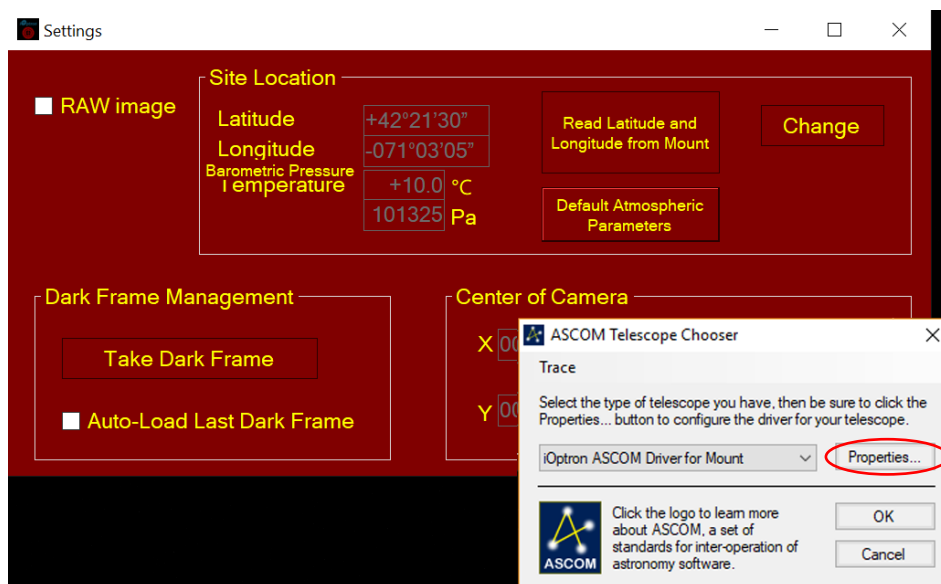 Settings
RAW image
Site Location
Latitude
+42°21'30”
Longitude
-071°03'05”
Barometric Pressure
Temperature
+10.0 °C
101325 Pa
Read Latitude and
Longitude from Mount
Default Atmospheric
Parameters
Change
Dark Frame Management
Take Dark Frame
Auto-Load Last Dark Frame
Center of Camera
X
Y
ASCOM Telescope Chooser
Trace
Select the type of telescope you have, then be sure to click the
Properties... button to configure the driver for your telescope.
iOptron ASCOM Driver for Mount
Properties...
ASCOM
Click the logo to learn more
about ASCOM, a set of
standards for inter-operation of
astronomy software.
OK
Cancel